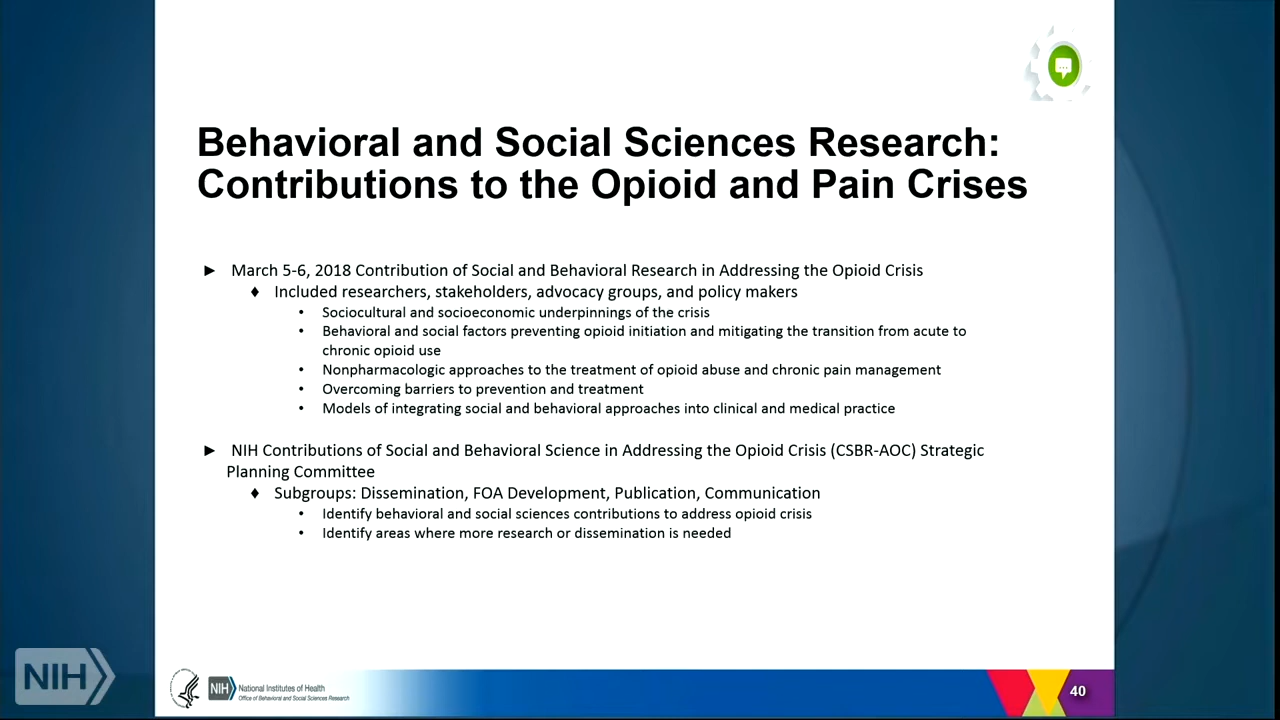 Behavioral and Social Sciences Research:
Contributions to the Opioid and Pain Crises
► March 5-6, 2018 Contribution of Social and Behavioral Research in Addressing the Opioid Crisis
♦ Included researchers, stakeholders, advocacy groups, and policy makers
• Sociocultural and socioeconomic underpinnings of the crisis
• Behavioral and social factors preventing opioid initiation and mitigating the transition from acute to
chronic opioid use
• Nonpharmacologic approaches to the treatment of opioid abuse and chronic pain management
• Overcoming barriers to prevention and treatment
• Models of integrating social and behavioral approaches into clinical and medical practice
► NIH Contributions of Social and Behavioral Science in Addressing the Opioid Crisis (CSBR-AOC) Strategic
Planning Committee
♦ Subgroups: Dissemination, FOA Development, Publication, Communication
• Identify behavioral and social sciences contributions to address opioid crisis
• Identify areas where more research or dissemination is needed
NIH
NIH National Institutes of Health
Office of Behavioral and Social Sciences Research
40